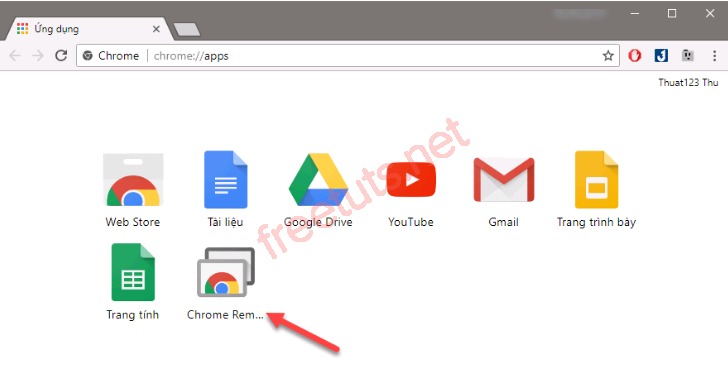 Ứng dụng
Chrome chrome://apps
Thuat123 Thu
Web Store
Tài liệu
Google Drive
YouTube
Gmail
Trang trình bày
Trang tính
Chrome Rem...
freetuts.net